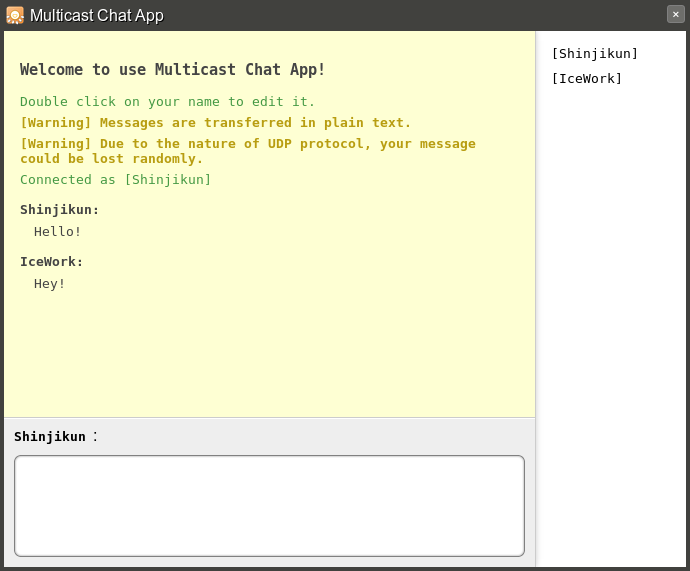 Multicast Chat App
×
Welcome to use Multicast Chat App!
Double click on your name to edit it.
[Warning] Messages are transferred in plain text.
[Warning] Due to the nature of UDP protocol, your message
could be lost randomly.
Connected as [Shinjikun]
Shinjikun:
Hello!
IceWork:
Hey!
[Shinjikun]
[IceWork]
Shinjikun :